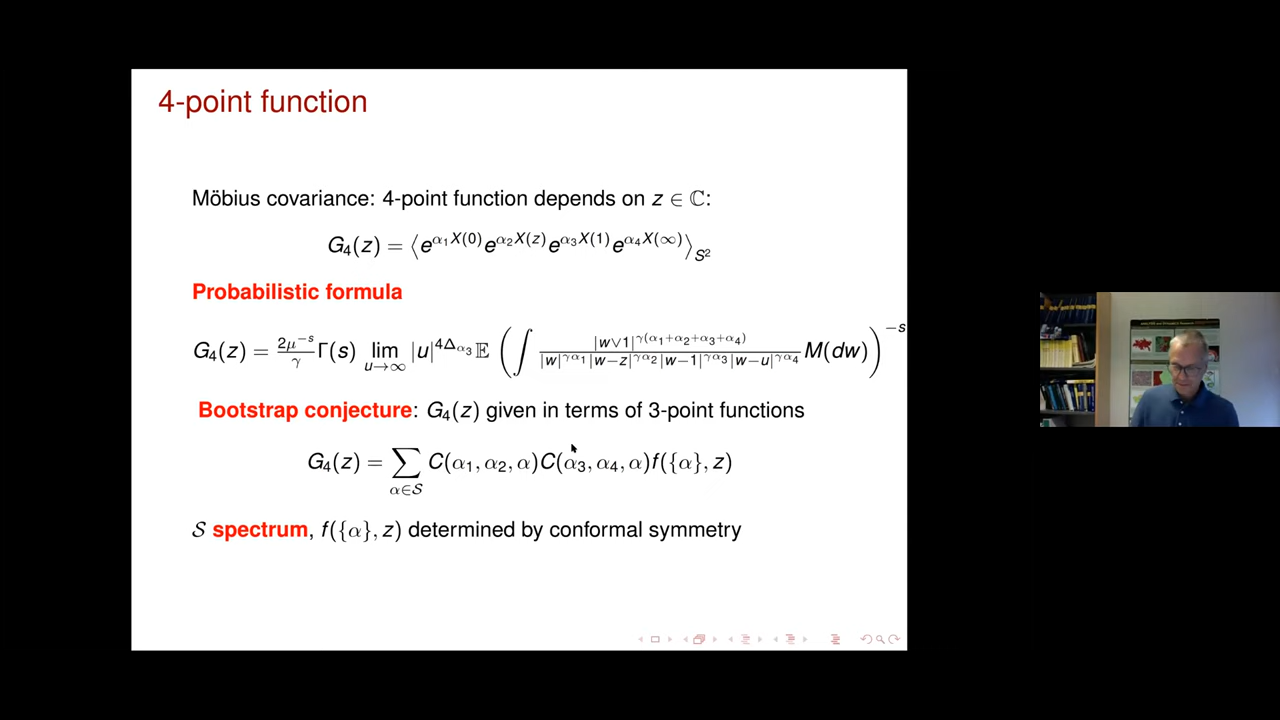 4-point function
Möbius covariance: 4-point function depends on z ∈ ℂ:
G₄(z) = ⟨e^{α₁X(0)} e^{α₂X(z)} e^{α₃X(1)} e^{α₄X(∞)}⟩_{S²}
Probabilistic formula
G₄(z) = \frac{2μ^{-s}}{γ} Γ(s) lim_{u→∞} |u|^{4Δ_{α₃}} 𝔼 ( ∫ \frac{|w∨1|^{γ(α₁+α₂+α₃+α₄)}}{|w|^{γα₁}|w−z|^{γα₂}|w−1|^{γα₃}|w−u|^{γα₄}} M(dw) )^{−s}
Bootstrap conjecture: G₄(z) given in terms of 3-point functions
G₄(z) = ∑_{α∈𝒮} C(α₁, α₂, α)C(α₃, α₄, α)f({α}, z)
𝒮 spectrum, f({α}, z) determined by conformal symmetry